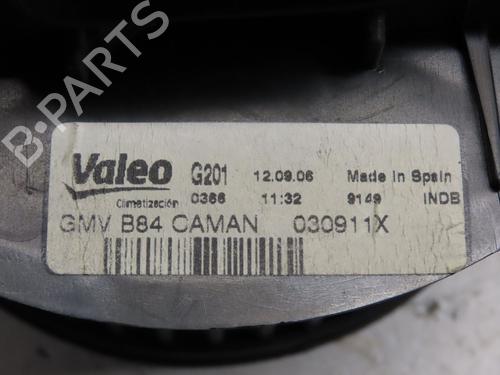 B-PARTS
Valeo G201 12.09.06 Made in Spain
Climatización 0366 11:32 9149 INDB
GMV B84 CAMAN 030911X